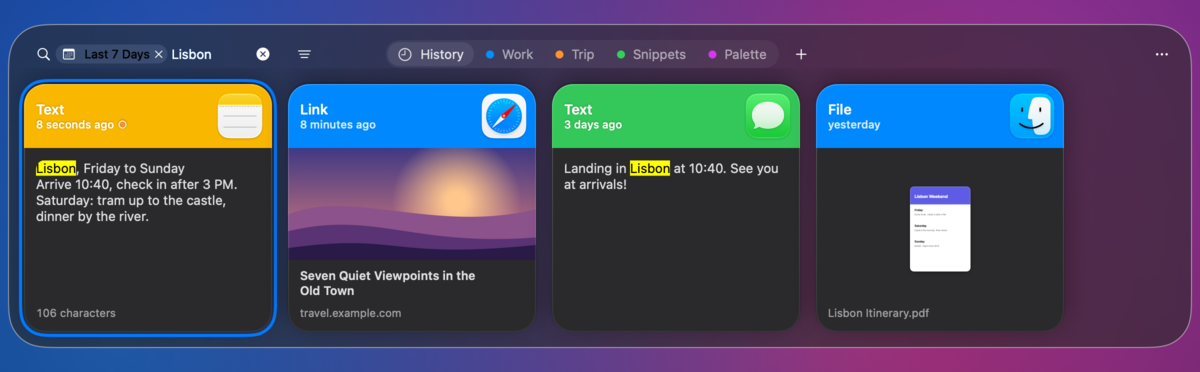 Last 7 Days
Lisbon
History
Work
Trip
Snippets
Palette
Text
8 seconds ago
Lisbon, Friday to Sunday
Arrive 10:40, check in after 3 PM.
Saturday: tram up to the castle,
dinner by the river.
106 characters
Link
8 minutes ago
Seven Quiet Viewpoints in the
Old Town
travel.example.com
Text
3 days ago
Landing in Lisbon at 10:40. See you
at arrivals!
File
yesterday
Lisbon Weekend
Friday
Saturday
Sunday
Lisbon Itinerary.pdf